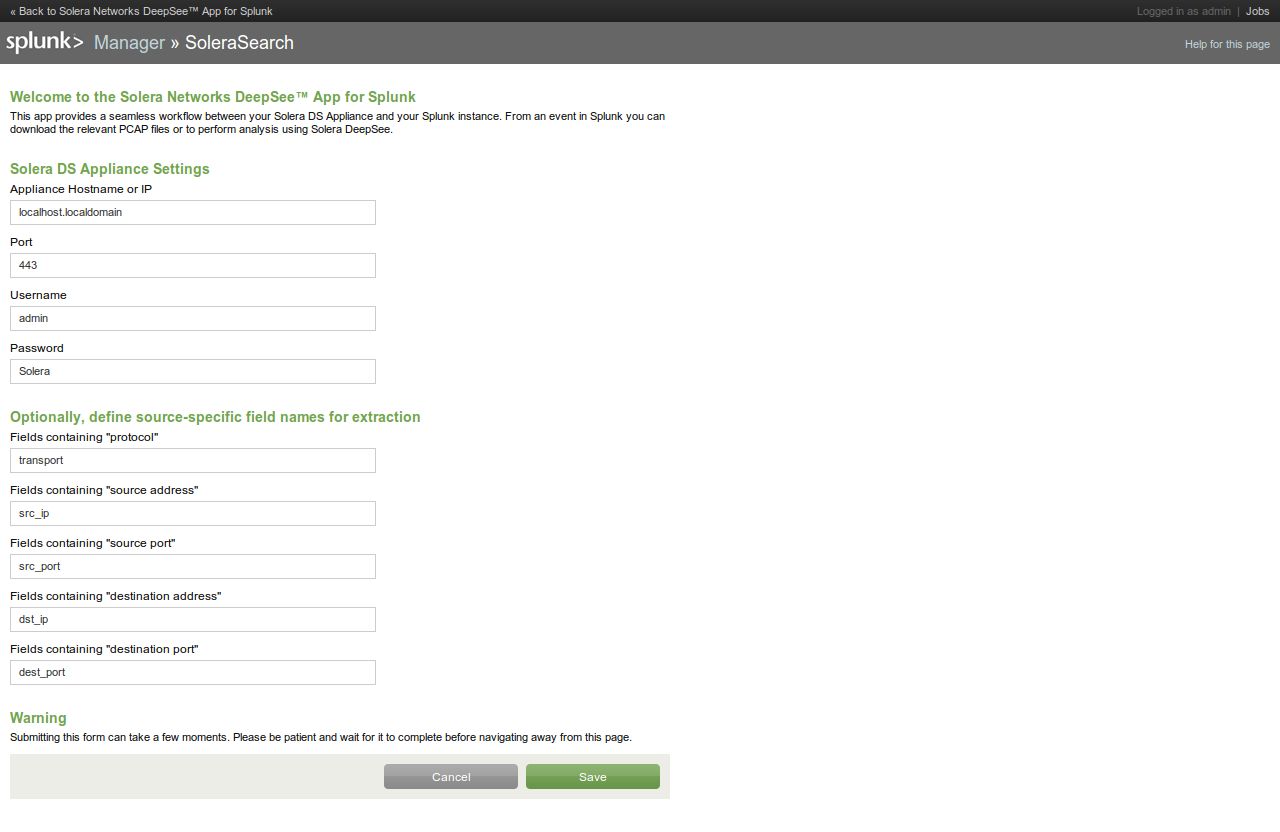 « Back to Solera Networks DeepSee™ App for Splunk
Logged in as admin | Jobs
splunk> Manager » SoleraSearch
Help for this page
Welcome to the Solera Networks DeepSee™ App for Splunk
This app provides a seamless workflow between your Solera DS Appliance and your Splunk instance. From an event in Splunk you can
download the relevant PCAP files or to perform analysis using Solera DeepSee.
Solera DS Appliance Settings
Appliance Hostname or IP
localhost.localdomain
Port
443
Username
admin
Password
Solera
Optionally, define source-specific field names for extraction
Fields containing "protocol"
transport
Fields containing "source address"
src_ip
Fields containing "source port"
src_port
Fields containing "destination address"
dst_ip
Fields containing "destination port"
dest_port
Warning
Submitting this form can take a few moments. Please be patient and wait for it to complete before navigating away from this page.
Cancel
Save